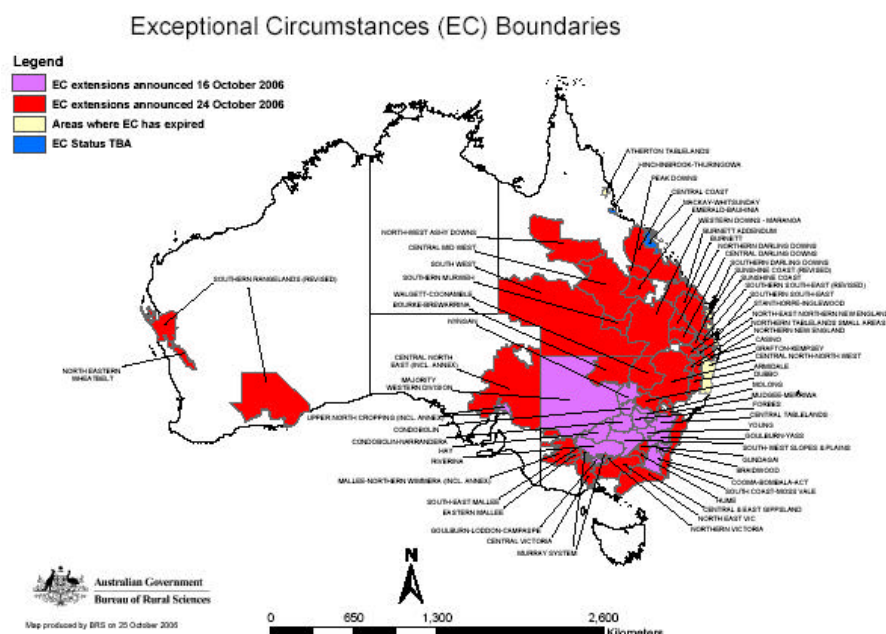 Exceptional Circumstances (EC) Boundaries
Legend
EC extensions announced 16 October 2006
EC extensions announced 24 October 2006
Areas where EC has expired
EC Status TBA
ATHERTON TABLELANDS
HINCHINBROOK-THURINGOWA
PEAK DOWNS
CENTRAL COAST
MACKAY-WHITSUNDAY
EMERALD-BAUHINIA
WESTERN DOWNS - MARANOA
BURNETT ADDENDUM
BURNETT
NORTHERN DARLING DOWNS
CENTRAL DARLING DOWNS
SOUTHERN DARLING DOWNS
SUNSHINE COAST (REVISED)
SUNSHINE COAST
SOUTHERN SOUTH-EAST (REVISED)
SOUTHERN SOUTH-EAST
STANTHORPE-INGLEWOOD
NORTH-EAST NORTHERN NEW ENGLAND
NORTHERN TABLELANDS SMALL AREAS
NORTHERN NEW ENGLAND
CASINO
GRAFTON-KEMPSEY
CENTRAL NORTH-NORTH WEST
ARMIDALE
DUBBO
MOLONG
MUDGEE-MERRIWA
FORBES
CENTRAL TABLELANDS
YOUNG
GOULBURN-YASS
SOUTH-WEST SLOPES & PLAINS
GUNDAGAI
BRAIDWOOD
COOMA-BOMBALA-ACT
SOUTH COAST-MOSS VALE
HUME
CENTRAL & EAST GIPPSLAND
NORTH EAST VIC
NORTHERN VICTORIA
NORTH-WEST ASHY DOWNS
CENTRAL MID WEST
SOUTH WEST
SOUTHERN MURWEH
WALGETT-COONAMBLE
BOURKE-BREWARRINA
NYNGAN
SOUTHERN RANGELANDS (REVISED)
NORTH EASTERN
WHEATBELT
CENTRAL NORTH
EAST (INCL. ANNEX)
MAJORITY
WESTERN DIVISION
UPPER NORTH CROPPING (INCL. ANNEX)
CONDOBOLIN
CONDOBOLIN-NARRANDERA
HAY
RIVERINA
MALLEE-NORTHERN WIMMERA (INCL. ANNEX)
SOUTH-EAST MALLEE
EASTERN MALLEE
GOULBURN-LODDON-CAMPASPE
CENTRAL VICTORIA
MURRAY SYSTEM
N
Australian Government
Bureau of Rural Sciences
Map produced by BRS on 25 October 2006
0 650 1,300 2,600
Kilometers